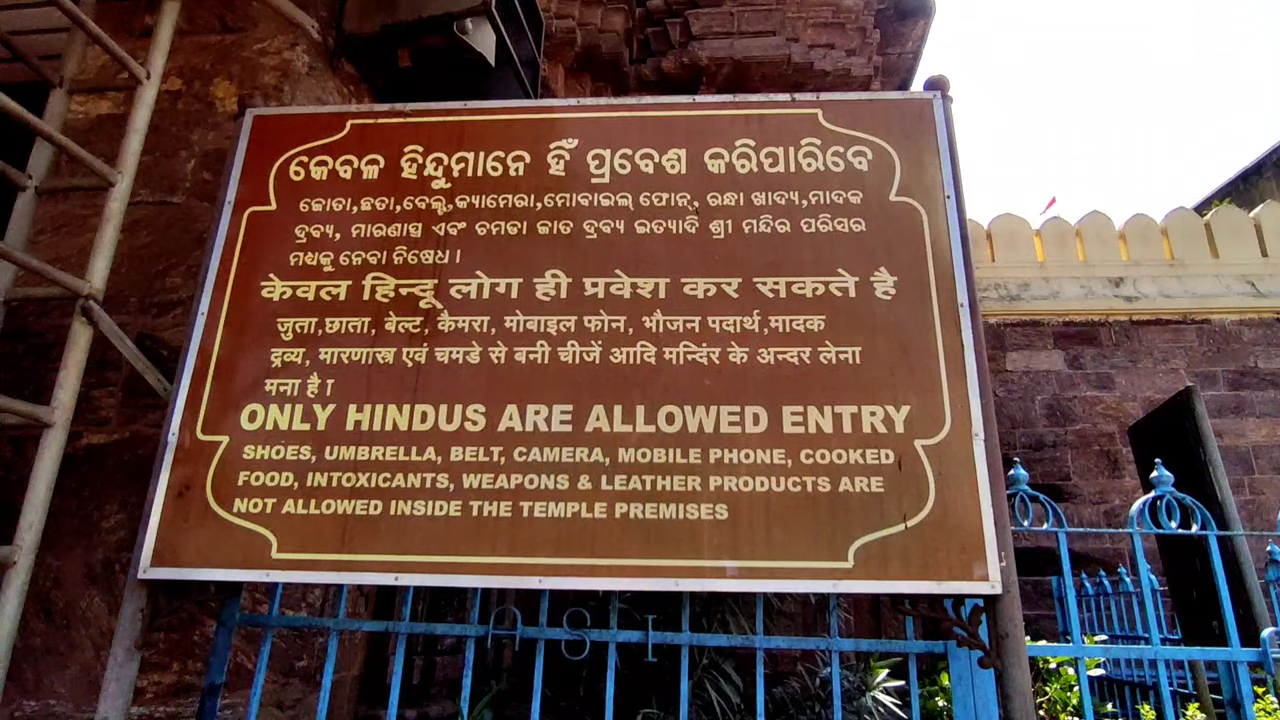 କେବଳ ହିନ୍ଦୁମାନେ ହିଁ ପ୍ରବେଶ କରିପାରିବେ
ଜୋତା,ଛତା,ବେଲ୍ଟ,କ୍ୟାମେରା,ମୋବାଇଲ୍ ଫୋନ୍, ରନ୍ଧା ଖାଦ୍ୟ,ମାଦକ
ଦ୍ରବ୍ୟ, ମାରଣାସ୍ତ୍ର ଏବଂ ଚମଡା ଜାତ ଦ୍ରବ୍ୟ ଇତ୍ୟାଦି ଶ୍ରୀ ମନ୍ଦିର ପରିସର
ମଧ୍ୟକୁ ନେବା ନିଷେଧ।
केवल हिन्दू लोग ही प्रवेश कर सकते है
जुता,छाता, बेल्ट, कैमरा, मोबाइल फोन, भौजन पदार्थ,मादक
द्रव्य, मारणास्त्र एवं चमडे से बनी चीजें आदि मन्दिंर के अन्दर लेना
मना है।
ONLY HINDUS ARE ALLOWED ENTRY
SHOES, UMBRELLA, BELT, CAMERA, MOBILE PHONE, COOKED
FOOD, INTOXICANTS, WEAPONS & LEATHER PRODUCTS ARE
NOT ALLOWED INSIDE THE TEMPLE PREMISES
ASI